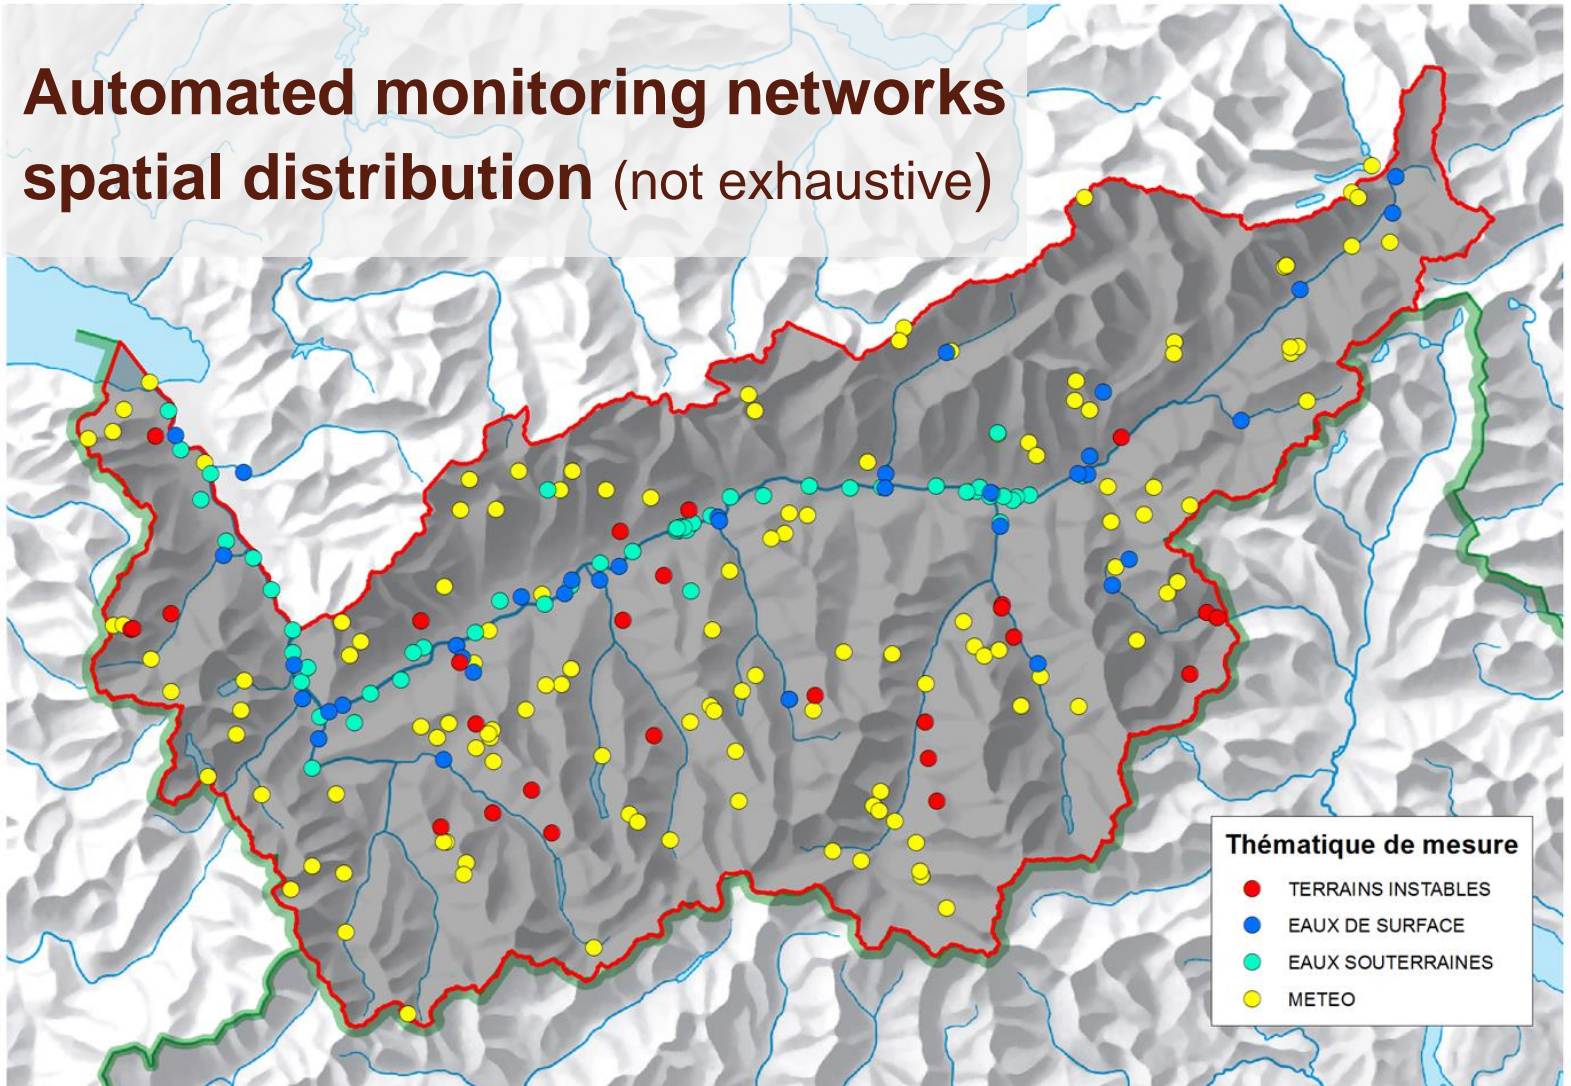 Automated monitoring networks
spatial distribution (not exhaustive)
Thématique de mesure
TERRAINS INSTABLES
EAUX DE SURFACE
EAUX SOUTERRAINES
METEO